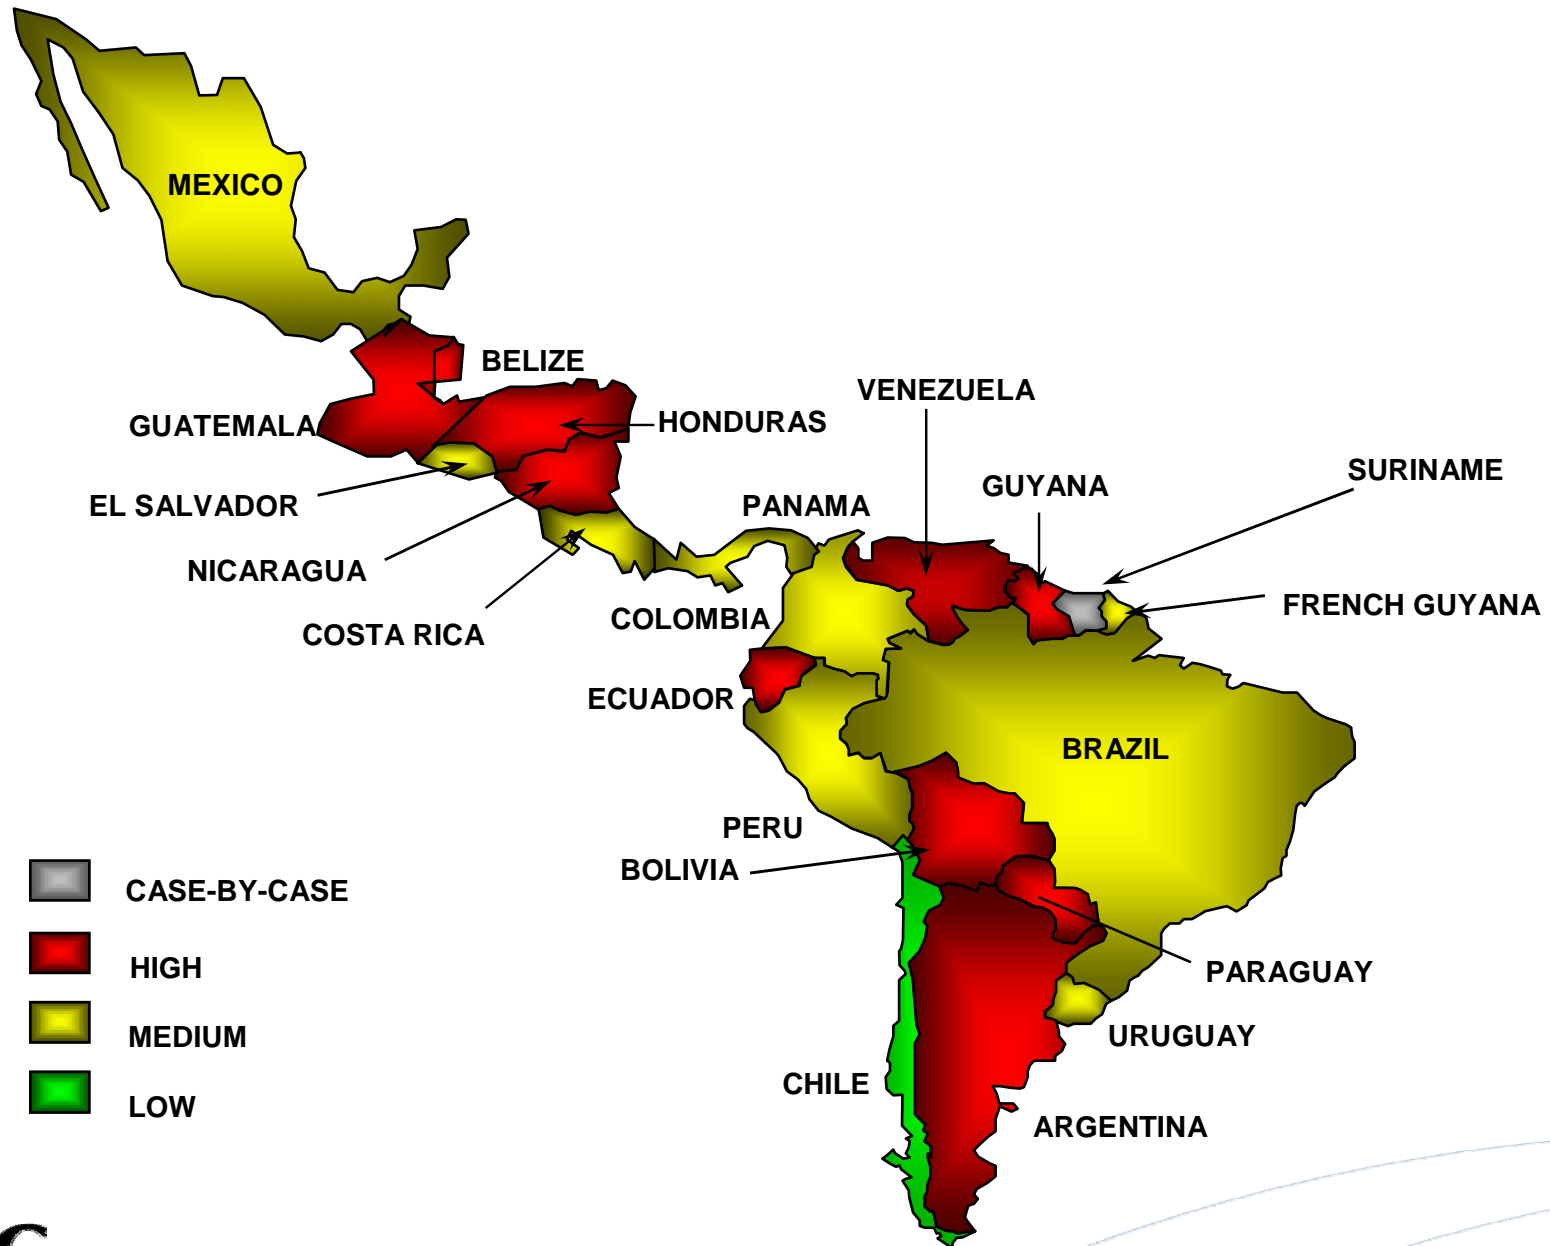 MEXICO
BELIZE
VENEZUELA
GUATEMALA
HONDURAS
SURINAME
GUYANA
EL SALVADOR
PANAMA
NICARAGUA
FRENCH GUYANA
COLOMBIA
COSTA RICA
ECUADOR
BRAZIL
PERU
BOLIVIA
CASE-BY-CASE
HIGH
PARAGUAY
MEDIUM
URUGUAY
CHILE
LOW
ARGENTINA